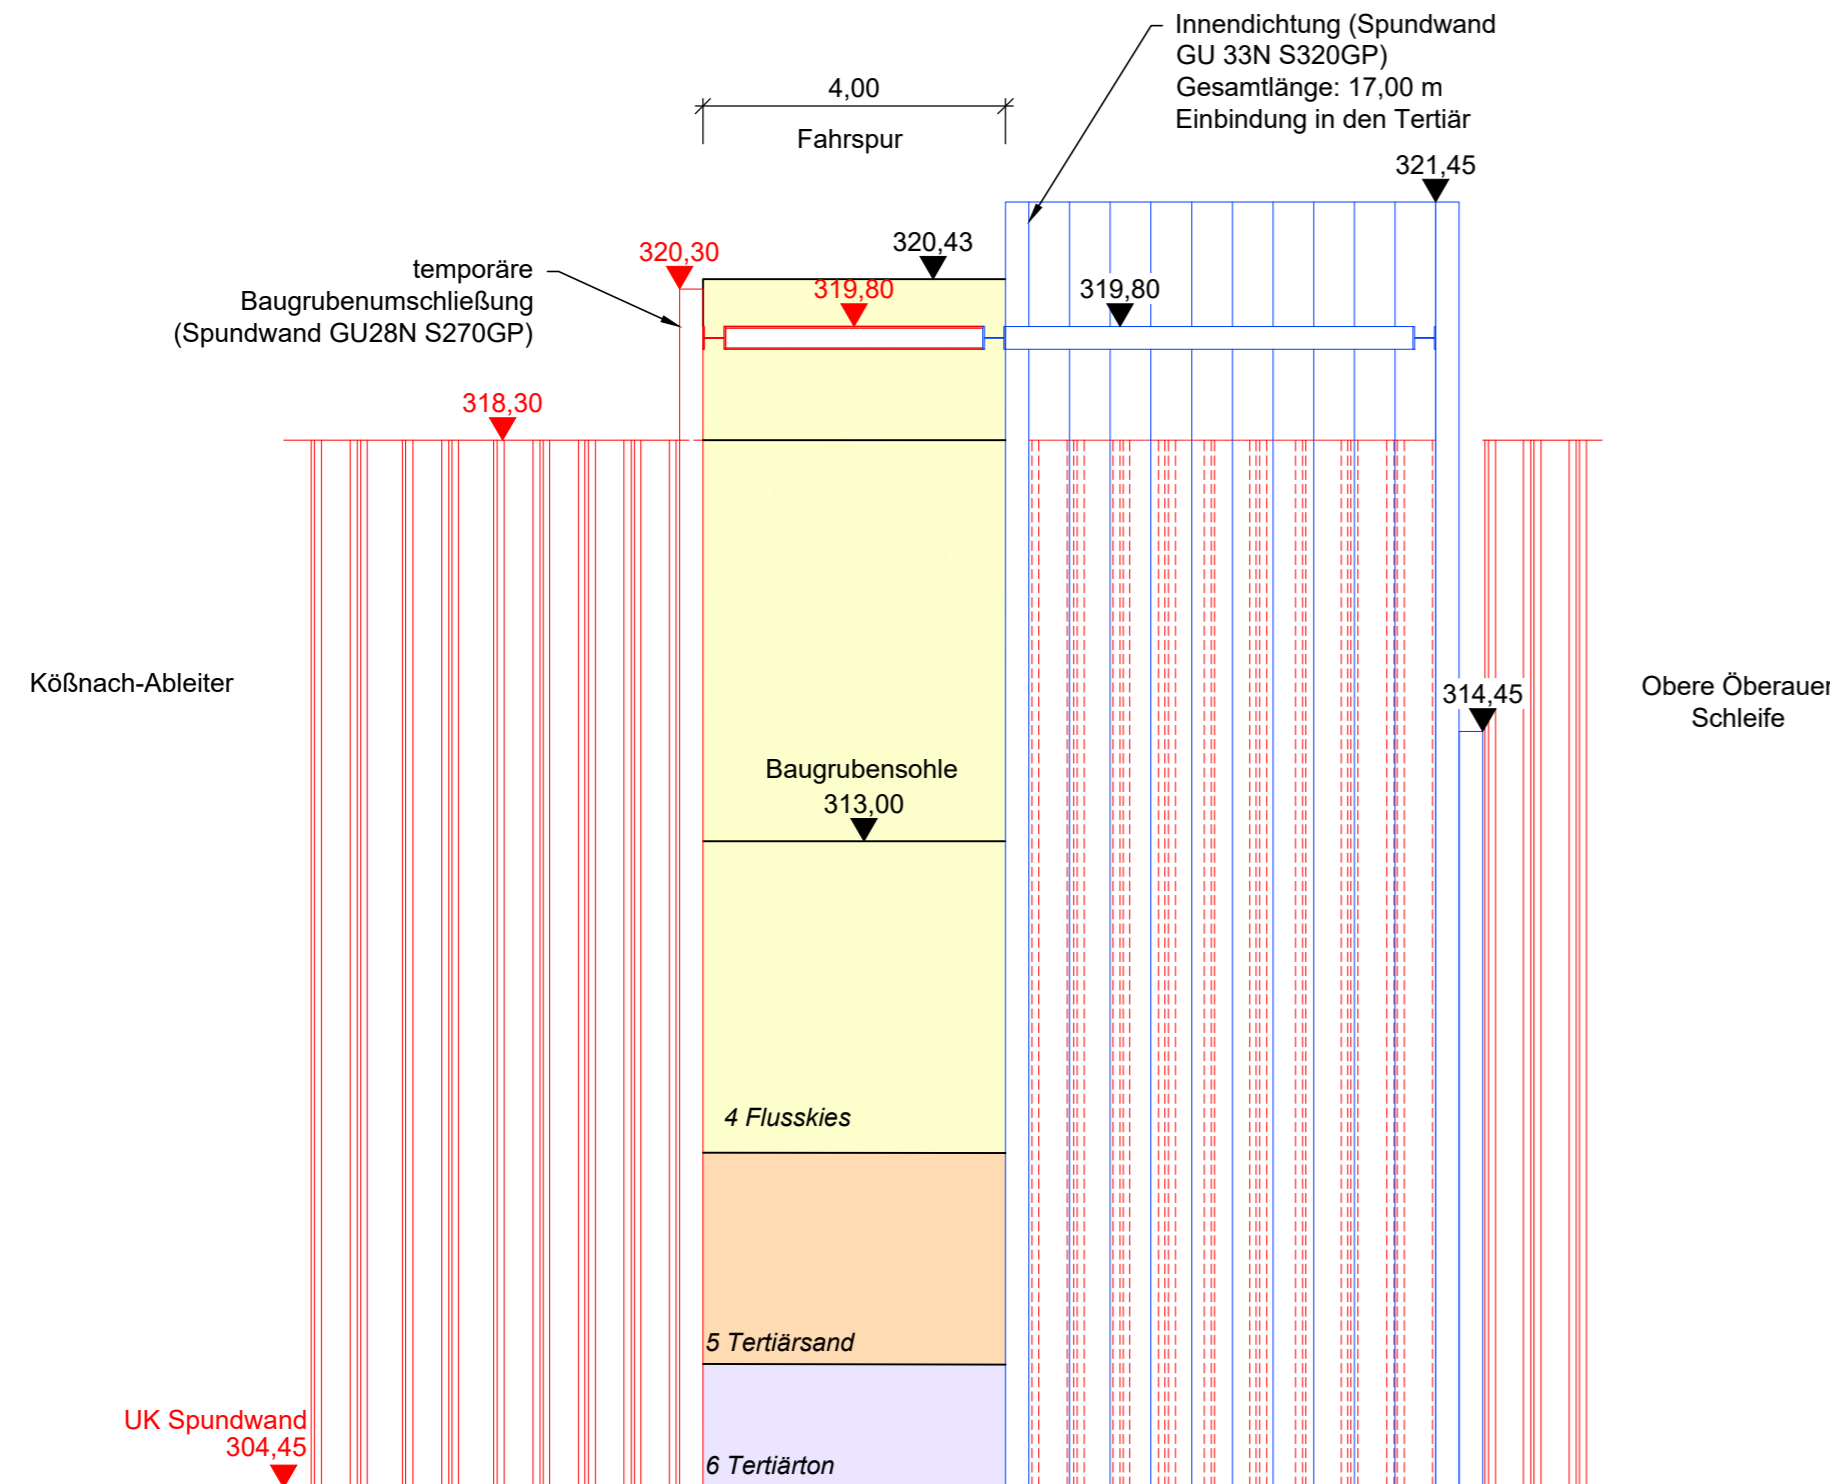 Innendichtung (Spundwand
GU 33N S320GP)
Gesamtlänge: 17,00 m
Einbindung in den Tertiär
4,00
Fahrspur
321,45
320,43
320,30
temporäre
Baugrubenumschließung
(Spundwand GU28N S270GP)
319,80
319,80
318,30
Kößnach-Ableiter
Obere Öberauer
Schleife
314,45
Baugrubensohle
313,00
4 Flusskies
5 Tertiärsand
UK Spundwand
304,45
6 Tertiärton